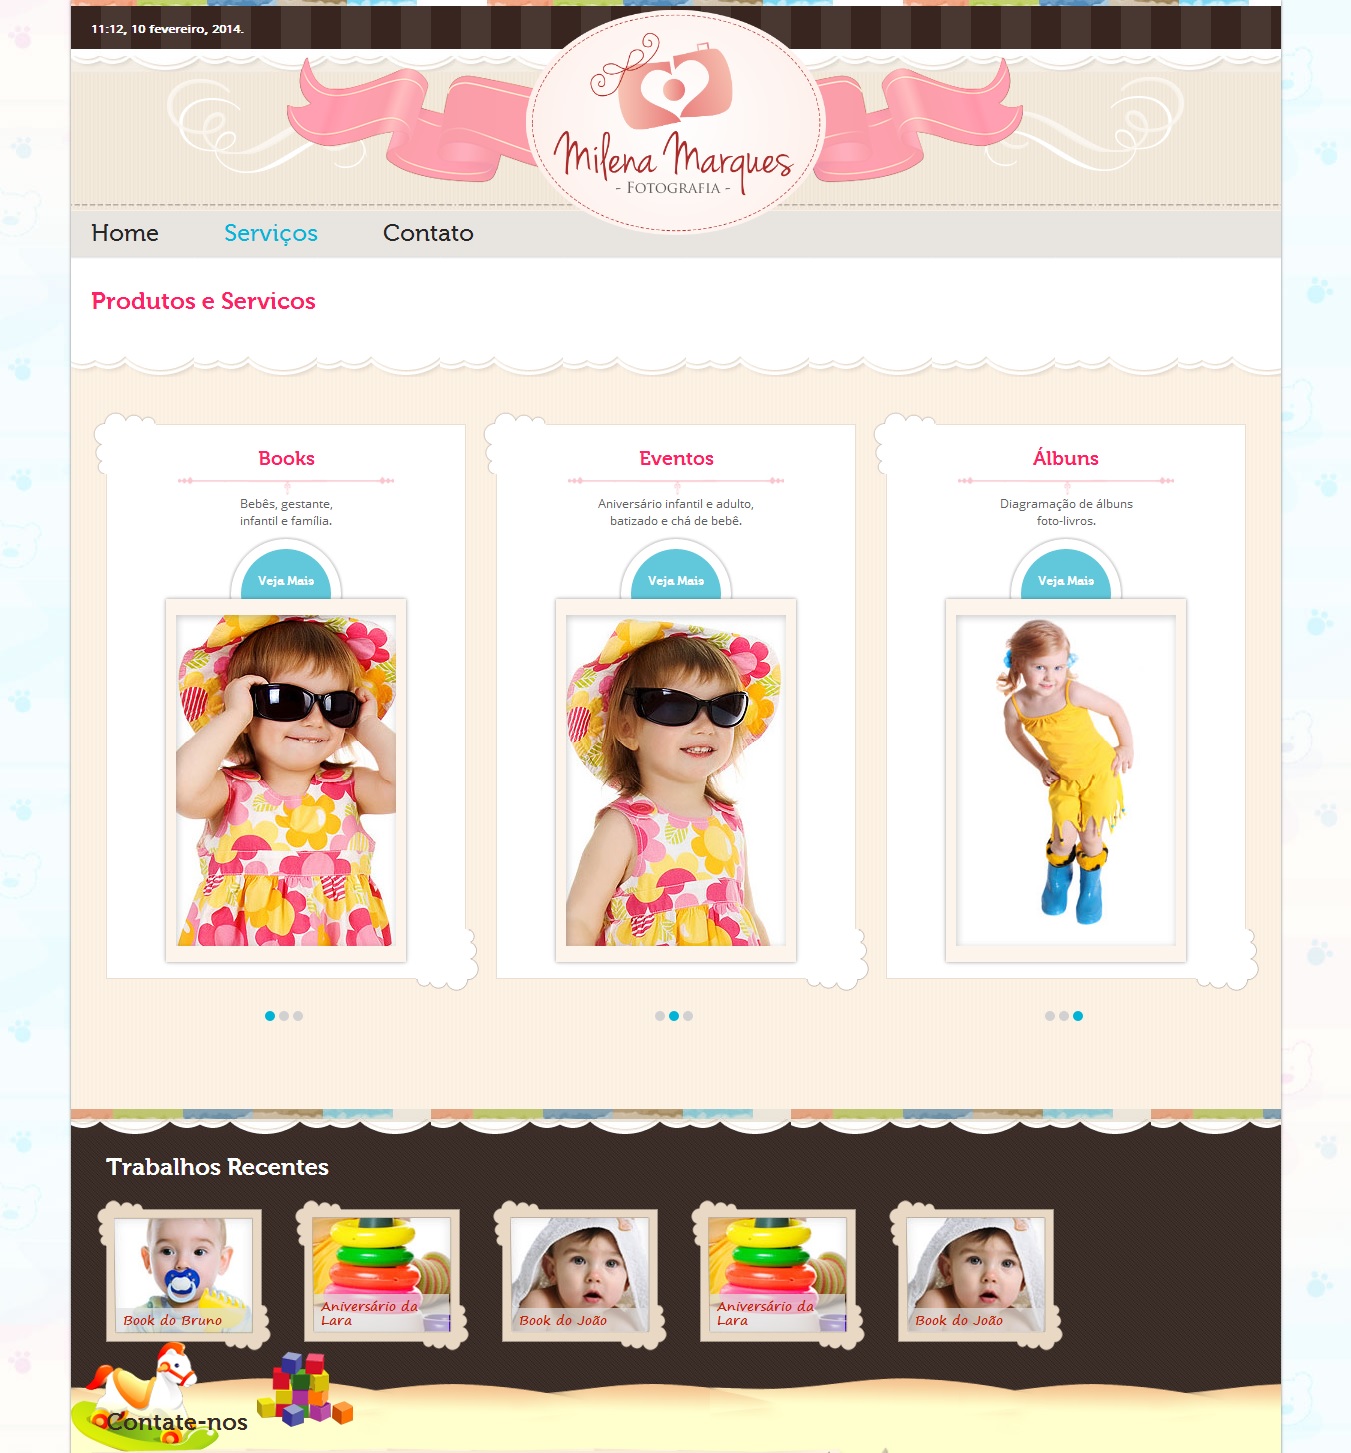 11:12, 10 fevereiro, 2014.
Milena Marques
- FOTOGRAFIA -
Home
Serviços
Contato
Produtos e Servicos
Books
Bebês, gestante,
infantil e família.
Veja Mais
Eventos
Aniversário infantil e adulto,
batizado e chá de bebê.
Veja Mais
Álbuns
Diagramação de álbuns
foto-livros.
Veja Mais
Trabalhos Recentes
Book do Bruno
Aniversário da
Lara
Book do João
Aniversário da
Lara
Book do João
Contate-nos